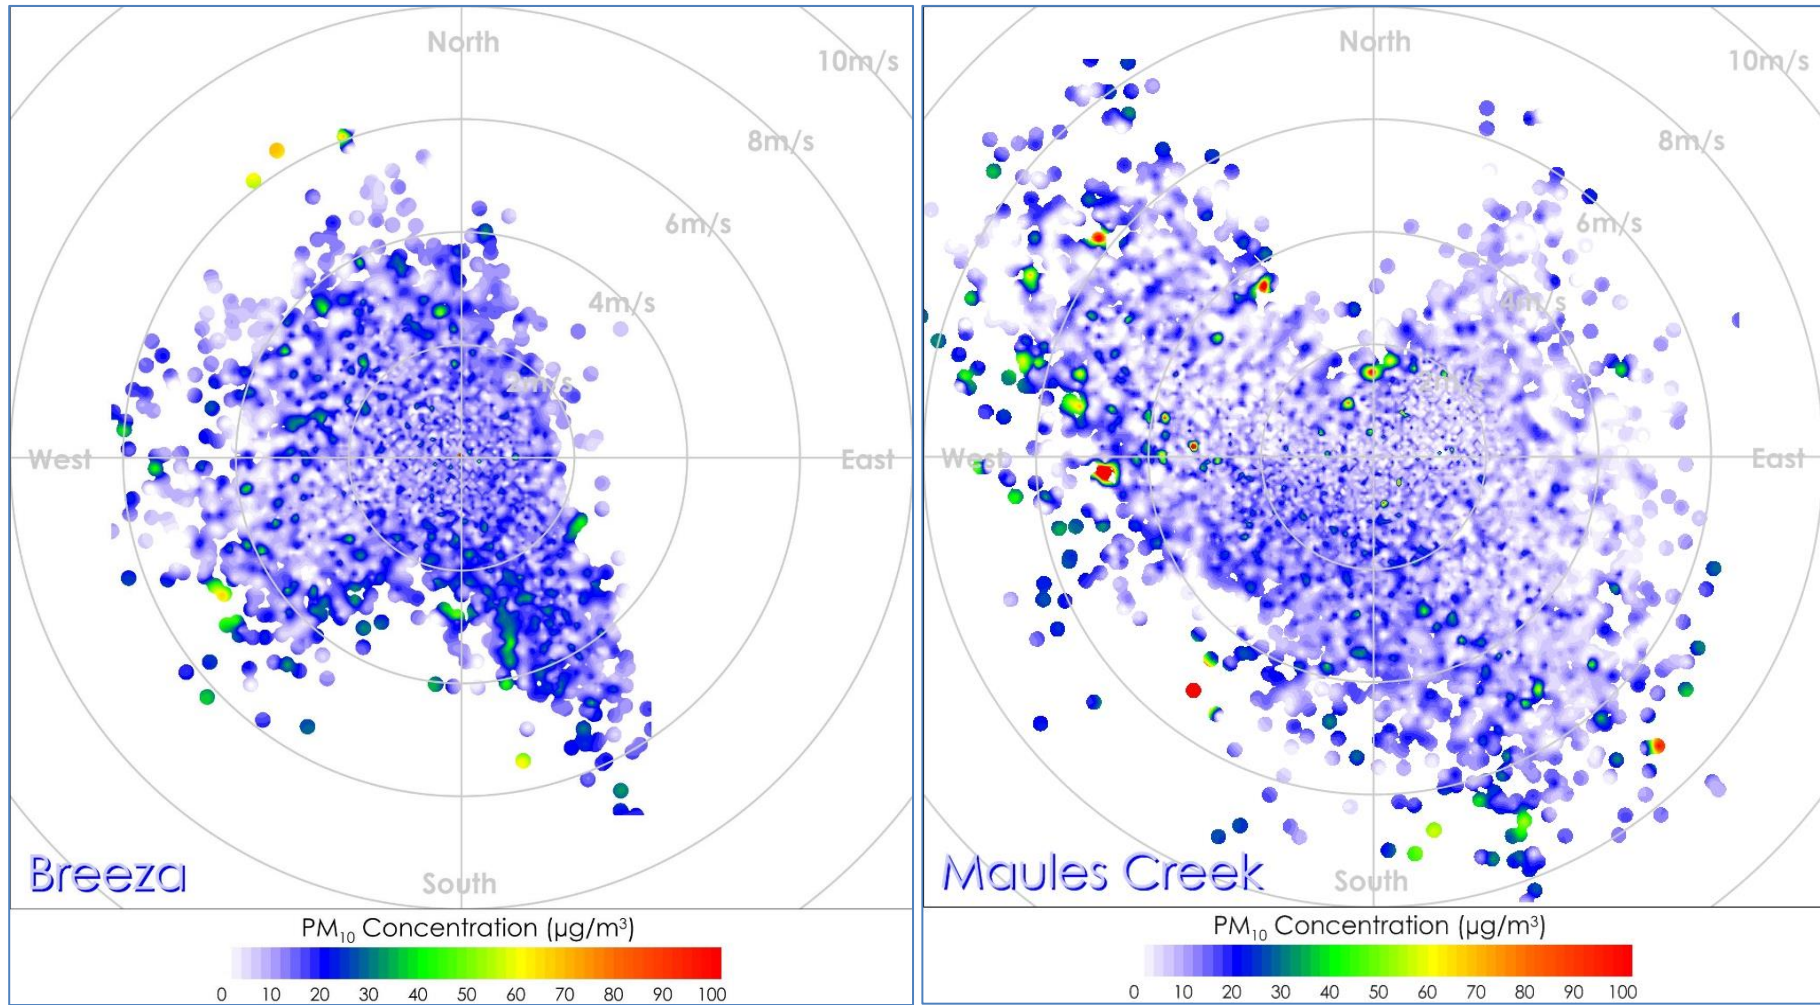 North
10m/s
8m/s
6m/s
4m/s
2m/s
West
East
South
Breeza
PM₁₀ Concentration (µg/m³)
0 10 20 30 40 50 60 70 80 90 100
North
10m/s
8m/s
6m/s
4m/s
2m/s
West
East
South
Maules Creek
PM₁₀ Concentration (µg/m³)
0 10 20 30 40 50 60 70 80 90 100